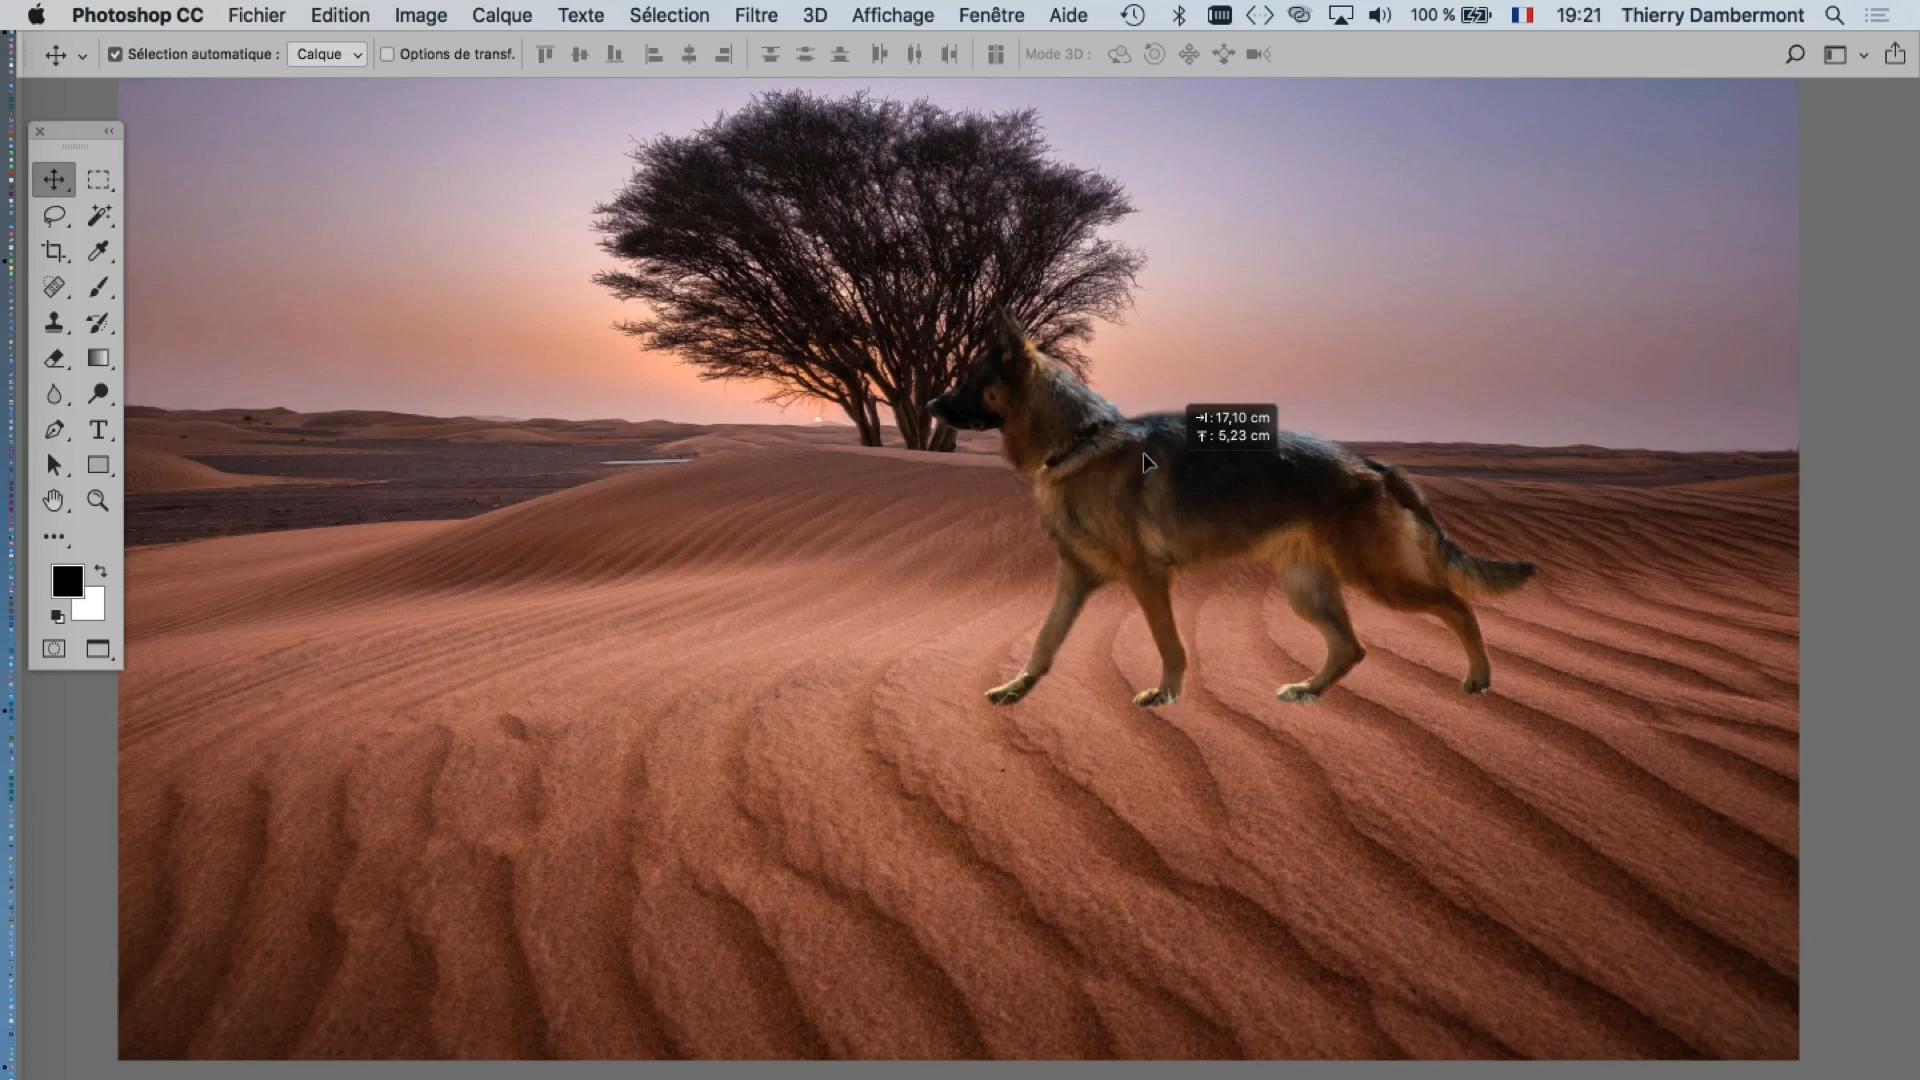 Photoshop CC Fichier Edition Image Calque Texte Sélection Filtre 3D Affichage Fenêtre Aide 100 % 19:21 Thierry Dambermont
Sélection automatique : Calque Options de transf. Mode 3D :
: 17,10 cm
: 5,23 cm
T